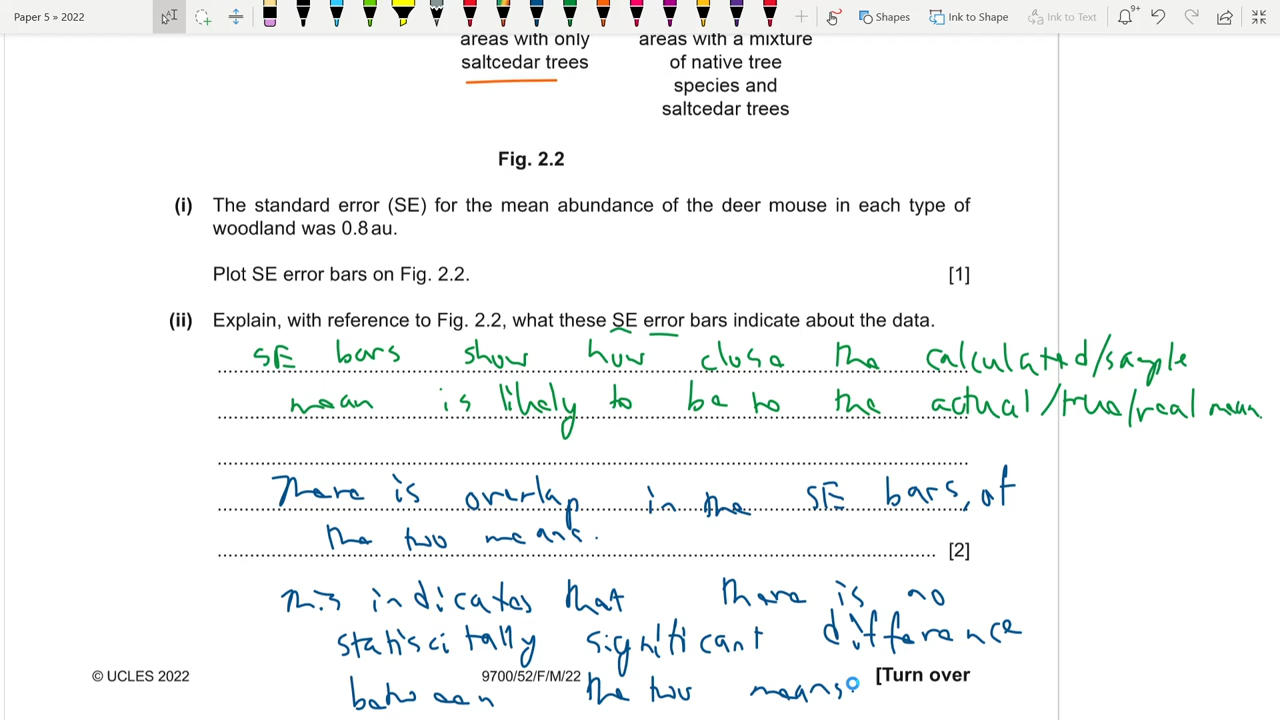 Paper 5 » 2022
Shapes
Ink to Shape
Ink to Text
9+
areas with only
saltcedar trees
areas with a mixture
of native tree
species and
saltcedar trees
Fig. 2.2
(i) The standard error (SE) for the mean abundance of the deer mouse in each type of
woodland was 0.8 au.
Plot SE error bars on Fig. 2.2. [1]
(ii) Explain, with reference to Fig. 2.2, what these SE error bars indicate about the data.
SE bars show how close the calculated/sample
mean is likely to be to the actual/true/real mean
There is overlap in the SE bars, of
the two means.
[2]
This indicates that there is no
statiscitally significant difference
© UCLES 2022 9700/52/F/M/22 [Turn over
between the two means